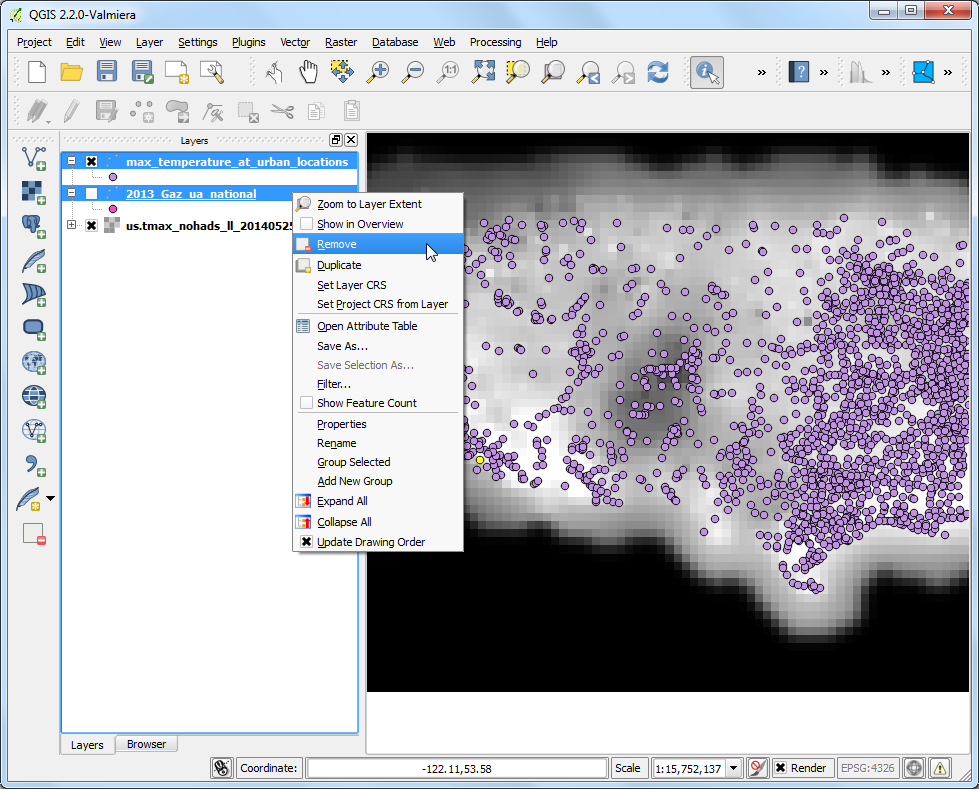 QGIS 2.2.0-Valmiera
Project Edit View Layer Settings Plugins Vector Raster Database Web Processing Help
Layers
max_temperature_at_urban_locations
2013_Gaz_ua_national
us.tmax_nohads_ll_20140525
Zoom to Layer Extent
Show in Overview
Remove
Duplicate
Set Layer CRS
Set Project CRS from Layer
Open Attribute Table
Save As...
Save Selection As...
Filter...
Show Feature Count
Properties
Rename
Group Selected
Add New Group
Expand All
Collapse All
Update Drawing Order
Layers Browser
Coordinate: -122.11,53.58 Scale 1:15,752,137 Render EPSG:4326